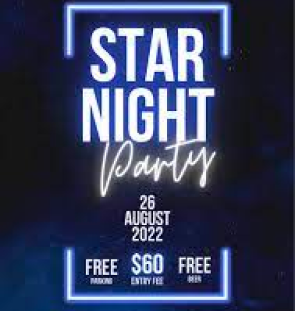 STAR
NIGHT
Party
26
AUGUST
2022
FREE $60 FREE
PARKING ENTRY FEE BEER